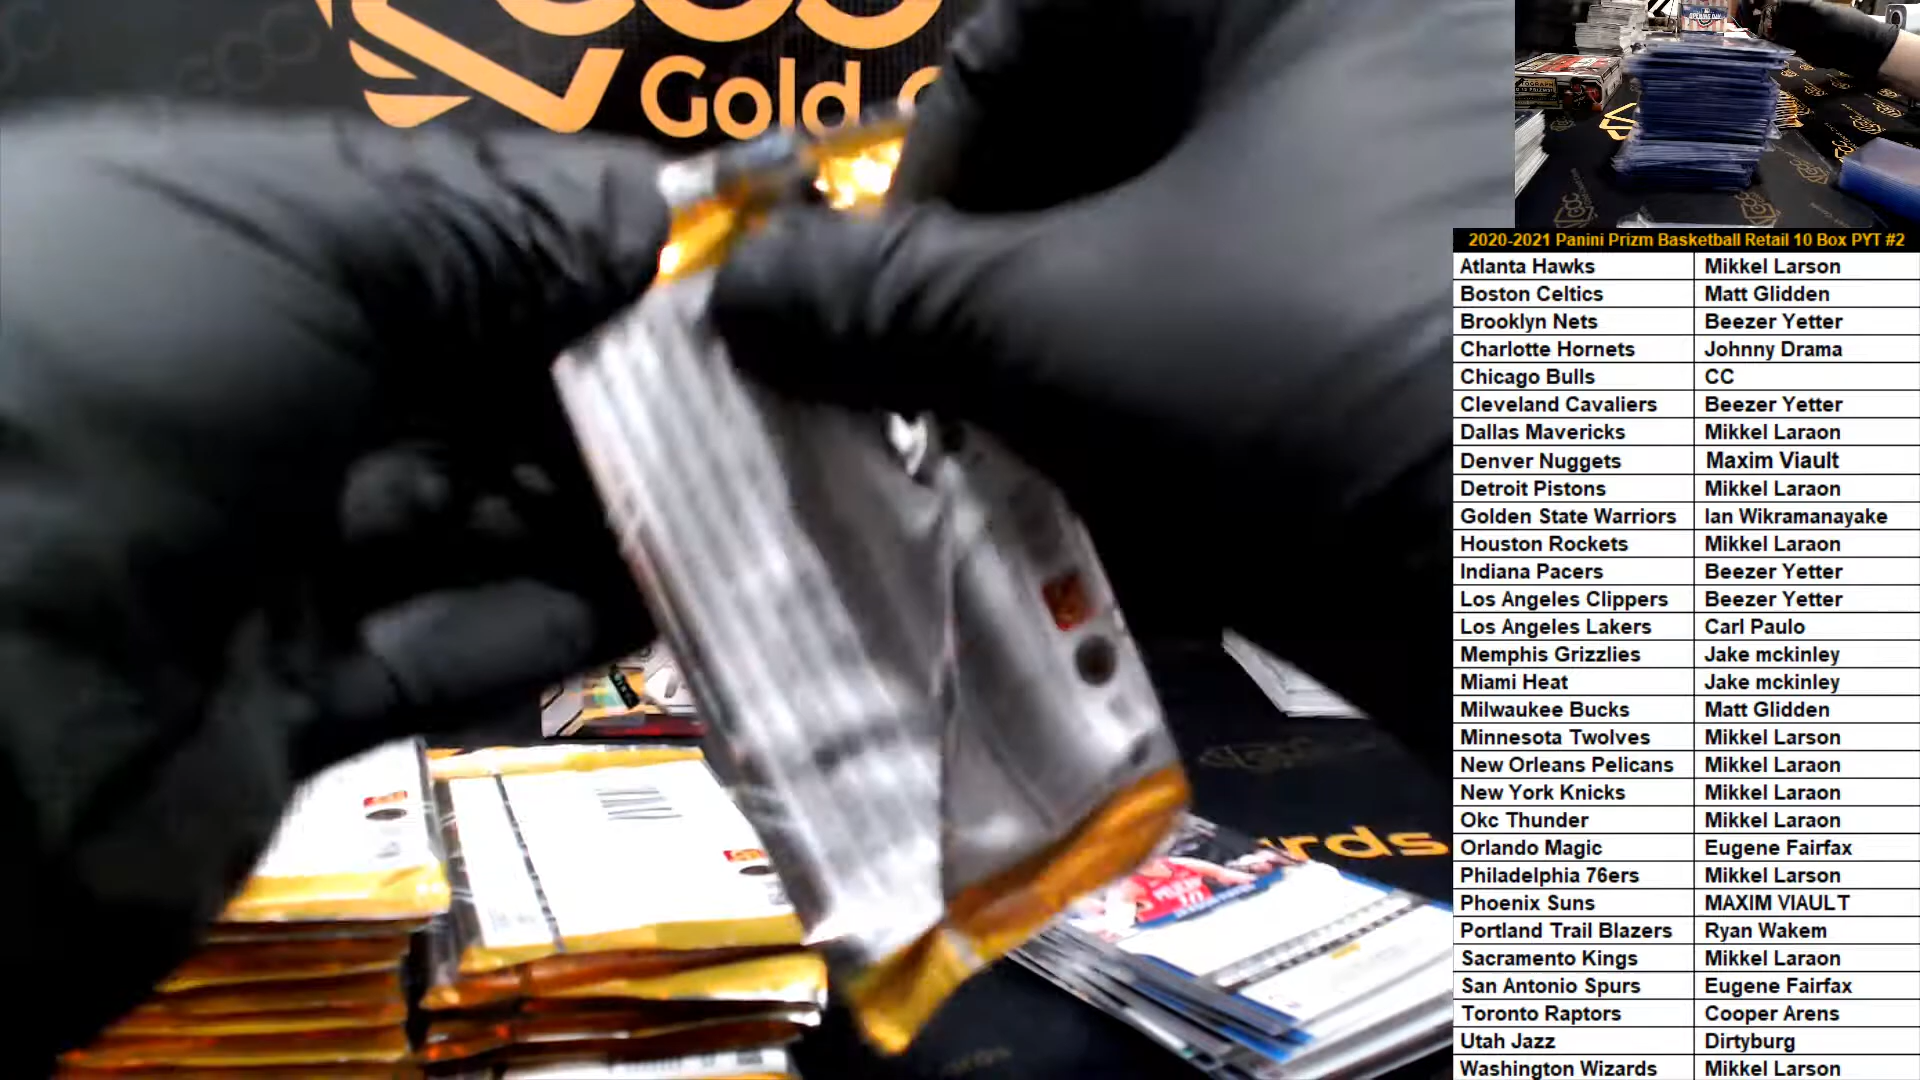 Gold
rds
OPENING DAY
2020-2021 Panini Prizm Basketball Retail 10 Box PYT #2
Atlanta Hawks Mikkel Larson
Boston Celtics Matt Glidden
Brooklyn Nets Beezer Yetter
Charlotte Hornets Johnny Drama
Chicago Bulls CC
Cleveland Cavaliers Beezer Yetter
Dallas Mavericks Mikkel Laraon
Denver Nuggets Maxim Viault
Detroit Pistons Mikkel Laraon
Golden State Warriors Ian Wikramanayake
Houston Rockets Mikkel Laraon
Indiana Pacers Beezer Yetter
Los Angeles Clippers Beezer Yetter
Los Angeles Lakers Carl Paulo
Memphis Grizzlies Jake mckinley
Miami Heat Jake mckinley
Milwaukee Bucks Matt Glidden
Minnesota Twolves Mikkel Larson
New Orleans Pelicans Mikkel Laraon
New York Knicks Mikkel Laraon
Okc Thunder Mikkel Laraon
Orlando Magic Eugene Fairfax
Philadelphia 76ers Mikkel Larson
Phoenix Suns MAXIM VIAULT
Portland Trail Blazers Ryan Wakem
Sacramento Kings Mikkel Laraon
San Antonio Spurs Eugene Fairfax
Toronto Raptors Cooper Arens
Utah Jazz Dirtyburg
Washington Wizards Mikkel Larson